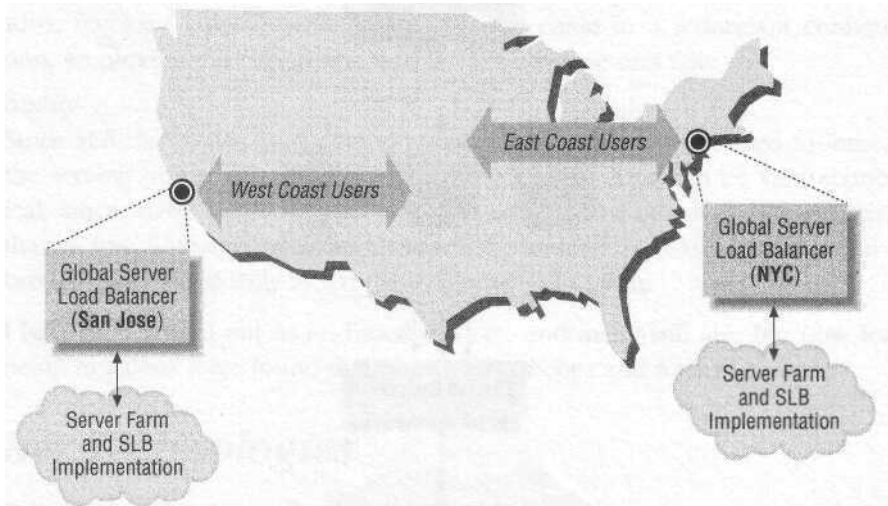 East Coast Users
West Coast Users
Global Server
Load Balancer
(San Jose)
Server Farm
and SLB
Implementation
Global Server
Load Balancer
(NYC)
Server Farm
and SLB
Implementation